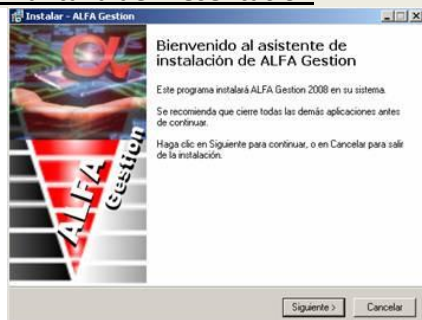 Instalar - ALFA Gestion
Bienvenido al asistente de
instalación de ALFA Gestion
Este programa instalará ALFA Gestion 2008 en su sistema.
Se recomienda que cierre todas las demás aplicaciones antes
de continuar.
Haga clic en Siguiente para continuar, o en Cancelar para salir
de la instalación.
ALFA
Gestion
Siguiente >
Cancelar